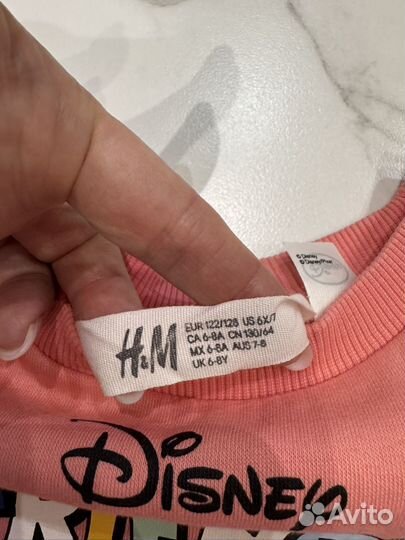 © Disney
© Disney/Pixar
H&M
EUR 122/128 US 6X/7
CA 6-8A CN 130/64
MX 6-8A AUS 7-8
UK 6-8Y
DISNEY
Avito